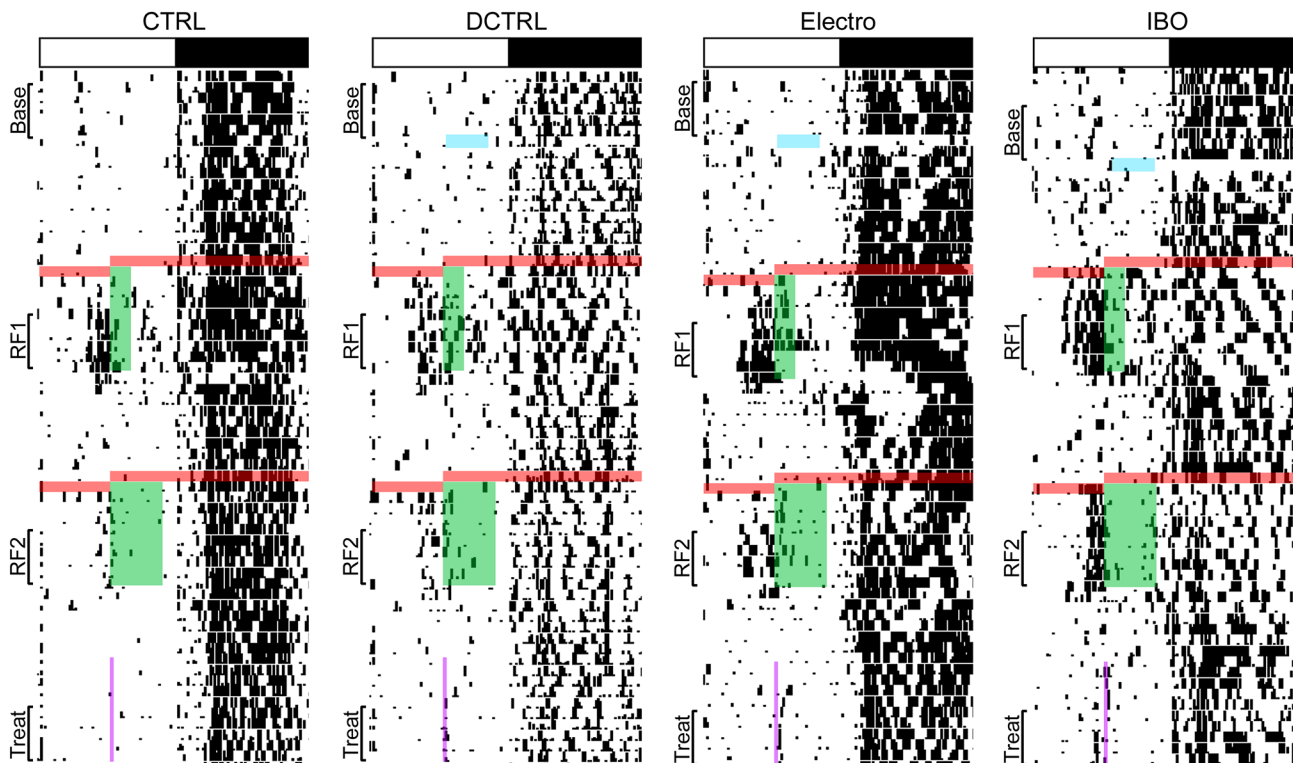 CTRL
DCTRL
Electro
IBO
Base
Base
Base
Base
RF1
RF1
RF1
RF1
RF2
RF2
RF2
RF2
Treat
Treat
Treat
Treat